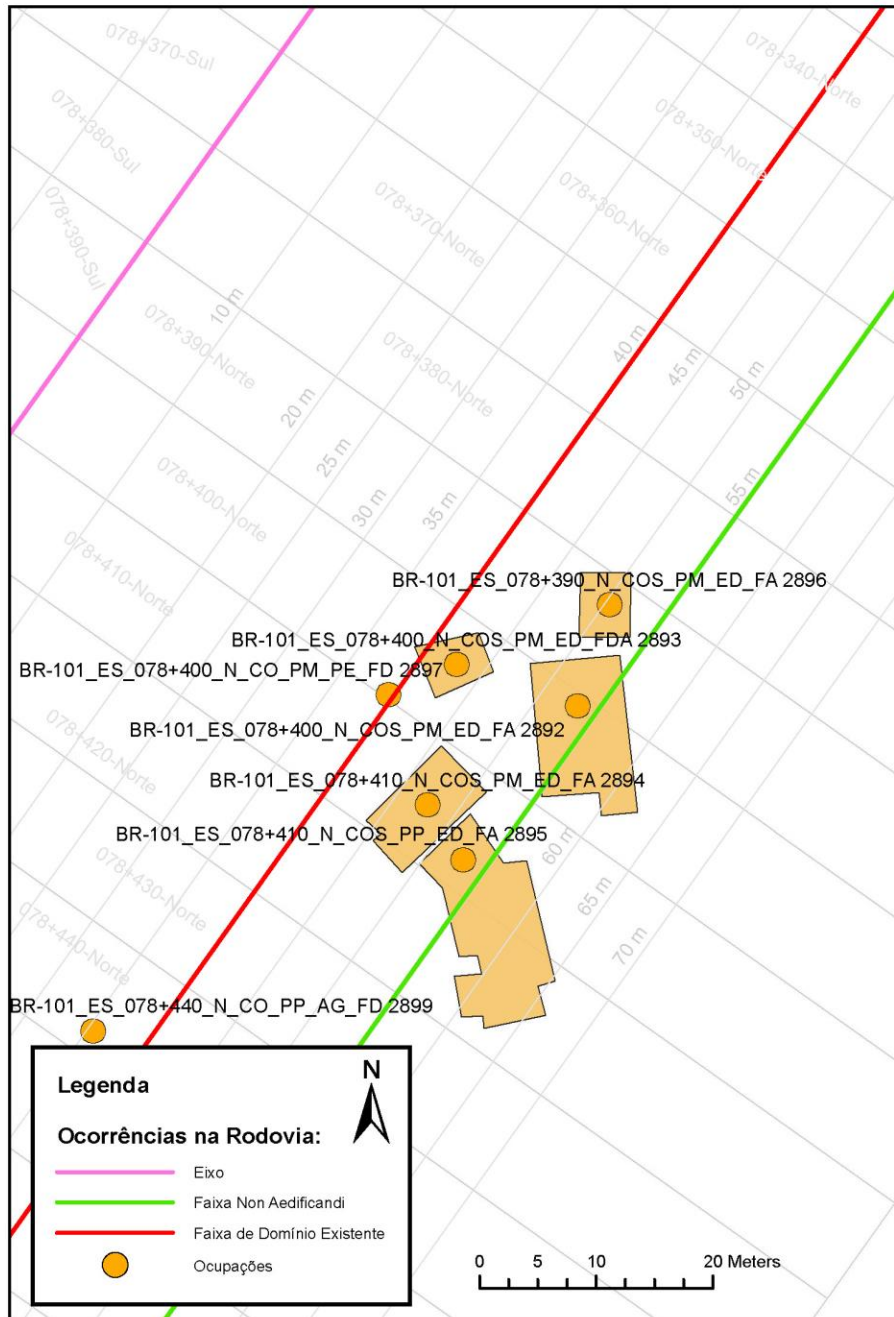 078+370-Sul
078+340-Norte
078+380-Sul
078+350-Norte
078+390-Sul
078+370-Norte
078+360-Norte
10 m
078+390-Norte
078+380-Norte
40 m
45 m
50 m
20 m
25 m
55 m
078+400-Norte
30 m
35 m
078+410-Norte
BR-101_ES_078+390_N_COS_PM_ED_FA 2896
BR-101_ES_078+400_N_COS_PM_ED_FDA 2893
BR-101_ES_078+400_N_CO_PM_PE_FD 2897
078+420-Norte
BR-101_ES_078+400_N_COS_PM_ED_FA 2892
BR-101_ES_078+410_N_COS_PM_ED_FA 2894
BR-101_ES_078+410_N_COS_PP_ED_FA 2895
60 m
078+430-Norte
65 m
078+440-Norte
70 m
BR-101_ES_078+440_N_CO_PP_AG_FD 2899
Legenda
N
Ocorrências na Rodovia:
Eixo
Faixa Non Aedificandi
Faixa de Domínio Existente
Ocupações
0 5 10 20 Meters